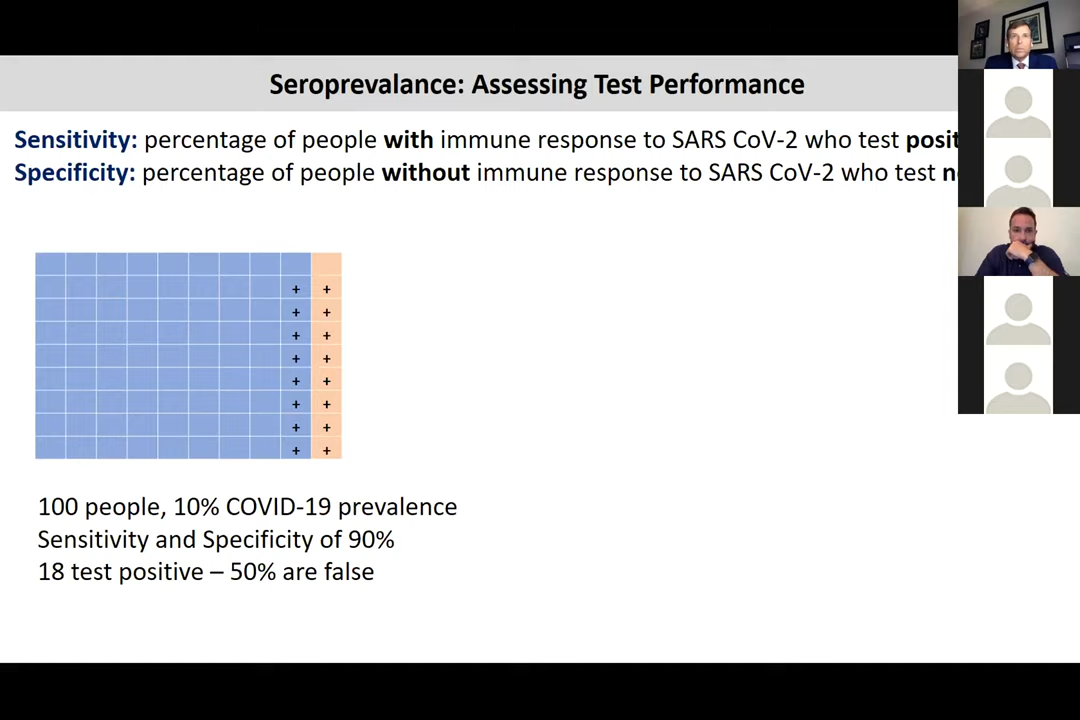 Seroprevalance: Assessing Test Performance
Sensitivity: percentage of people with immune response to SARS CoV-2 who test posit
Specificity: percentage of people without immune response to SARS CoV-2 who test n
+ +
+ +
+ +
+ +
+ +
+ +
+ +
+ +
100 people, 10% COVID-19 prevalence
Sensitivity and Specificity of 90%
18 test positive – 50% are false